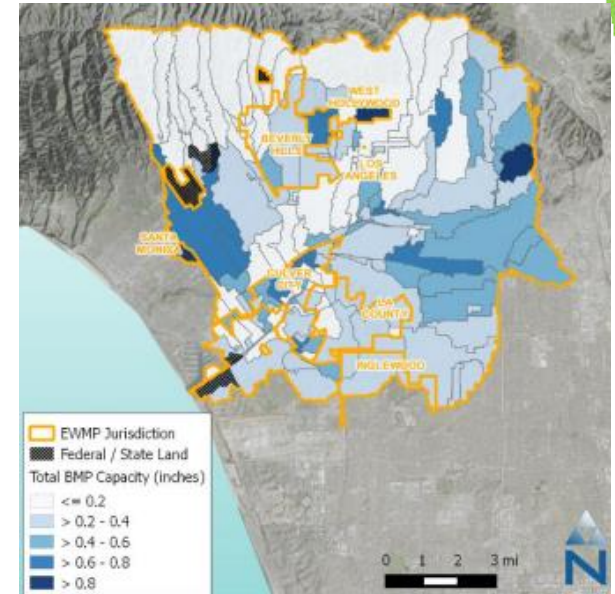 WEST
HOLLYWOOD
BEVERLY
HILLS
LOS
ANGELES
SANTA
MONICA
CULVER
CITY
LA
COUNTY
INGLEWOOD
EWMP Jurisdiction
Federal / State Land
Total BMP Capacity (inches)
<= 0.2
> 0.2 - 0.4
> 0.4 - 0.6
> 0.6 - 0.8
> 0.8
0 1 2 3 mi
N